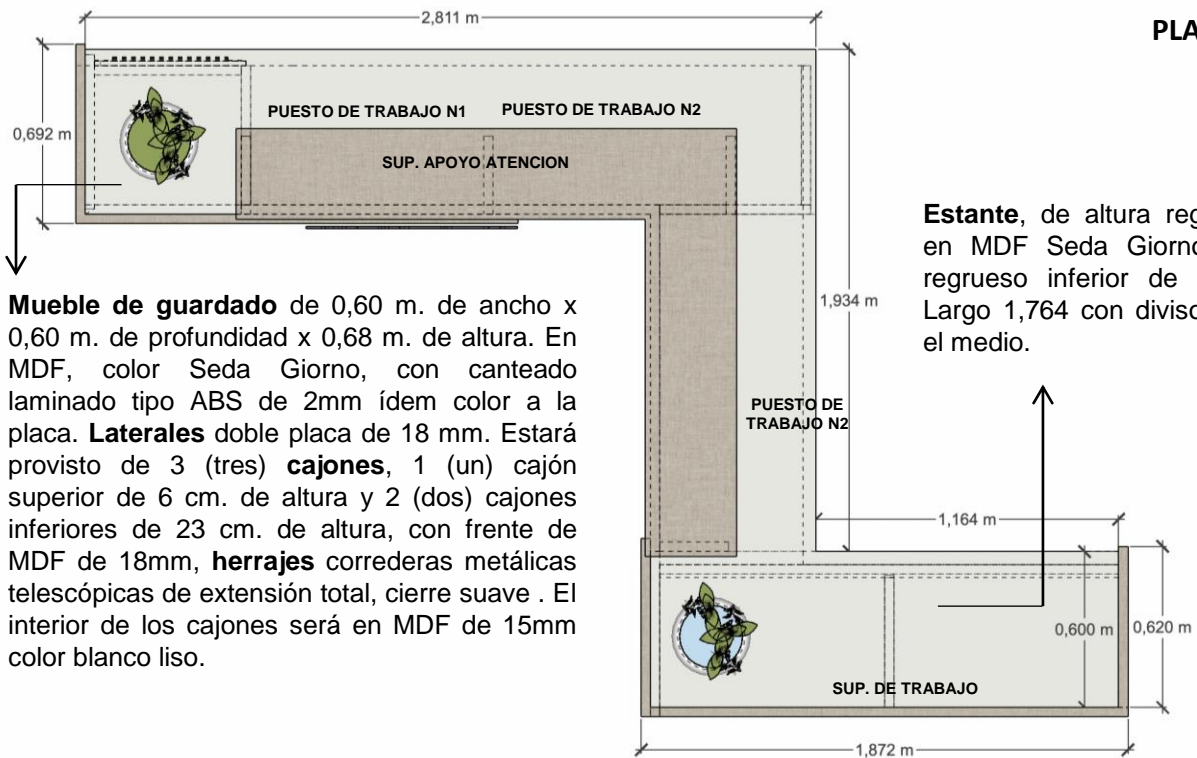 2,811 m
PLA
0,692 m
PUESTO DE TRABAJO N1
PUESTO DE TRABAJO N2
SUP. APOYO ATENCION
Estante, de altura reg
en MDF Seda Giorno
regrueso inferior de
Largo 1,764 con diviso
el medio.
1,934 m
Mueble de guardado de 0,60 m. de ancho x
0,60 m. de profundidad x 0,68 m. de altura. En
MDF, color Seda Giorno, con canteado
laminado tipo ABS de 2mm ídem color a la
placa. Laterales doble placa de 18 mm. Estará
provisto de 3 (tres) cajones, 1 (un) cajón
superior de 6 cm. de altura y 2 (dos) cajones
inferiores de 23 cm. de altura, con frente de
MDF de 18mm, herrajes correderas metálicas
telescópicas de extensión total, cierre suave . El
interior de los cajones será en MDF de 15mm
color blanco liso.
PUESTO DE
TRABAJO N2
1,164 m
0,600 m
0,620 m
SUP. DE TRABAJO
1,872 m